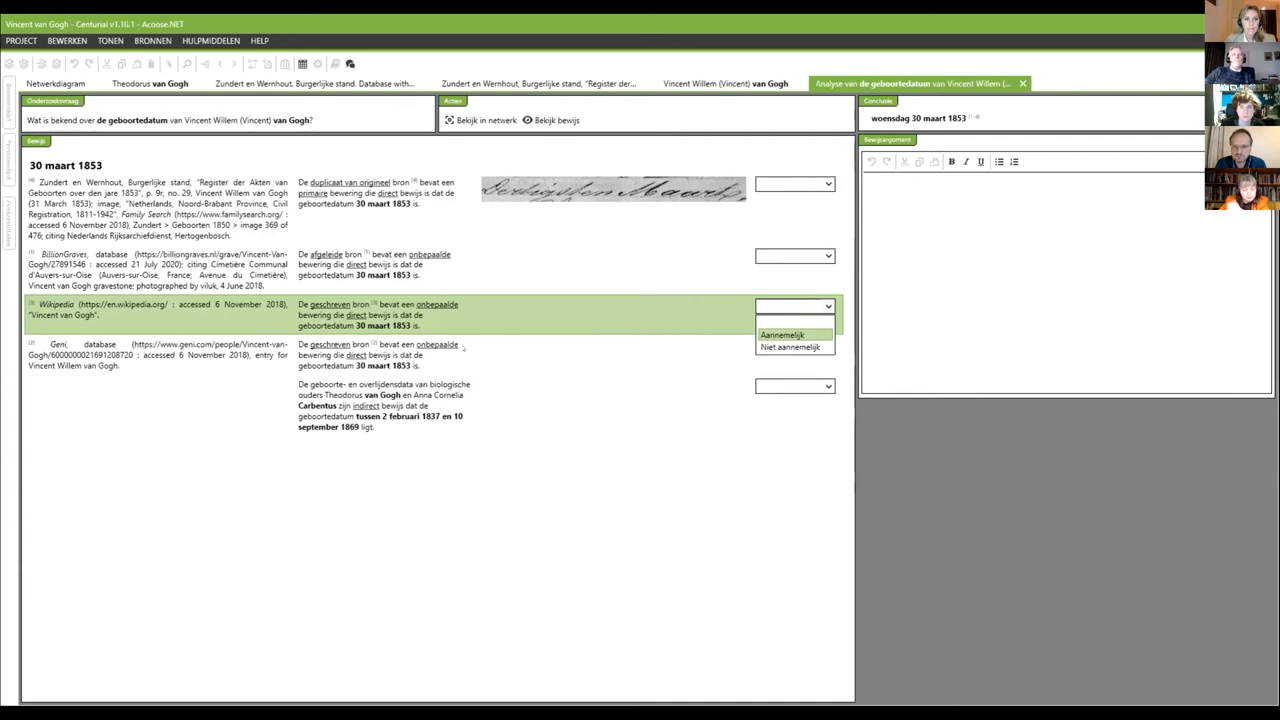 Vincent van Gogh - Centurial v1.16.1 - Acoose.NET
PROJECT BEWERKEN TONEN BRONNEN HULPMIDDELEN HELP
Netwerkdiagram Theodorus van Gogh Zundert en Wernhout. Burgerlijke stand. Database with... Zundert en Wernhout, Burgerlijke stand, "Register der... Vincent Willem (Vincent) van Gogh Analyse van de geboortedatum van Vincent Willem (...
Onderzoeksvraag
Wat is bekend over de geboortedatum van Vincent Willem (Vincent) van Gogh?
Acties
Bekijk in netwerk Bekijk bewijs
Conclusie
woensdag 30 maart 1853 [1-4]
Bewijs
30 maart 1853
[4] Zundert en Wernhout, Burgerlijke stand, "Register der Akten van
Geboorten over den jare 1853", p. 9r, no. 29, Vincent Willem van Gogh
(31 March 1853); image, "Netherlands, Noord-Brabant Province, Civil
Registration, 1811-1942", Family Search (https://www.familysearch.org/ :
accessed 6 November 2018), Zundert > Geboorten 1850 > image 369 of
476; citing Nederlands Rijksarchiefdienst, Hertogenbosch.
De duplicaat van origineel bron [4] bevat een
primaire bewering die direct bewijs is dat de
geboortedatum 30 maart 1853 is.
Dertigsten Maart,
[1] BillionGraves, database (https://billiongraves.nl/grave/Vincent-Van-
Gogh/27891546 : accessed 21 July 2020); citing Cimetière Communal
d'Auvers-sur-Oise (Auvers-sur-Oise, France; Avenue du Cimetière),
Vincent van Gogh gravestone; photographed by viluk, 4 June 2018.
De afgeleide bron [1] bevat een onbepaalde
bewering die direct bewijs is dat de
geboortedatum 30 maart 1853 is.
[3] Wikipedia (https://en.wikipedia.org/ : accessed 6 November 2018),
"Vincent van Gogh".
De geschreven bron [3] bevat een onbepaalde
bewering die direct bewijs is dat de
geboortedatum 30 maart 1853 is.
Aannemelijk
Niet aannemelijk
[2] Geni, database (https://www.geni.com/people/Vincent-van-
Gogh/6000000021691208720 : accessed 6 November 2018), entry for
Vincent Willem van Gogh.
De geschreven bron [2] bevat een onbepaalde
bewering die direct bewijs is dat de
geboortedatum 30 maart 1853 is.
De geboorte- en overlijdensdata van biologische
ouders Theodorus van Gogh en Anna Cornelia
Carbentus zijn indirect bewijs dat de
geboortedatum tussen 2 februari 1837 en 10
september 1869 ligt.
Bewijsargument
B I U